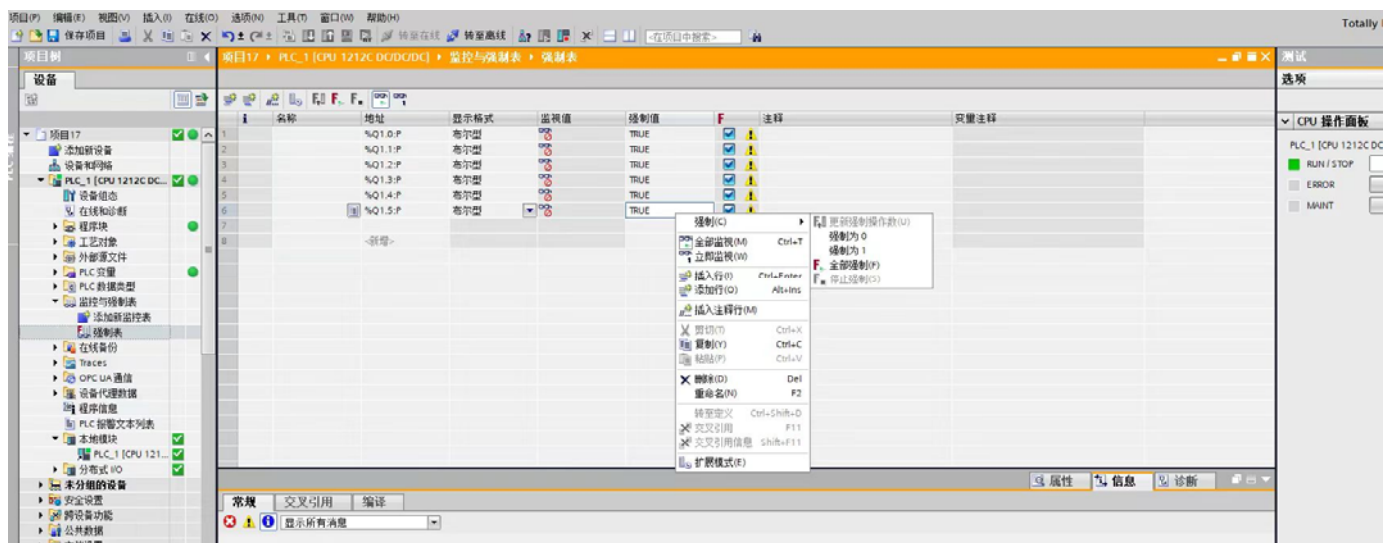 项目(P) 编辑(E) 视图(V) 插入(I) 在线(O) 选项(N) 工具(T) 窗口(W) 帮助(H)
Totally
保存项目 转至在线 转至离线 <在项目中搜索>
项目树
项目17 PLC_1 [CPU 1212C DC/DC/DC] 监控与强制表 强制表
测试
设备
选项
i 名称 地址 显示格式 监视值 强制值 F 注释 变量注释
CPU 操作面板
项目17
1 %Q1.0:P 布尔型 TRUE
PLC_1 [CPU 1212C DC
添加新设备
2 %Q1.1:P 布尔型 TRUE
设备和网络
3 %Q1.2:P 布尔型 TRUE
RUN / STOP
PLC_1 [CPU 1212C DC...
4 %Q1.3:P 布尔型 TRUE
ERROR
设备组态
5 %Q1.4:P 布尔型 TRUE
在线和诊断
6 %Q1.5:P 布尔型 TRUE
MAINT
程序块
7
工艺对象
8 <新增>
外部源文件
PLC 变量
PLC 数据类型
监控与强制表
添加新监控表
强制表
在线备份
Traces
OPC UA 通信
设备代理数据
程序信息
PLC 报警文本列表
本地模块
PLC_1 [CPU 121...
分布式 I/O
未分组的设备
安全设置
跨设备功能
公共数据
强制(C)
全部监视(M) Ctrl+T
立即监视(W)
插入行(I) Ctrl+Enter
添加行(O) Alt+Ins
插入注释行(M)
剪切(T) Ctrl+X
复制(Y) Ctrl+C
粘贴(P) Ctrl+V
删除(D) Del
重命名(N) F2
转至定义 Ctrl+Shift+D
交叉引用 F11
交叉引用信息 Shift+F11
扩展模式(E)
更新强制操作数(U)
强制为 0
强制为 1
全部强制(F)
停止强制(S)
属性 信息 诊断
常规 交叉引用 编译
显示所有消息